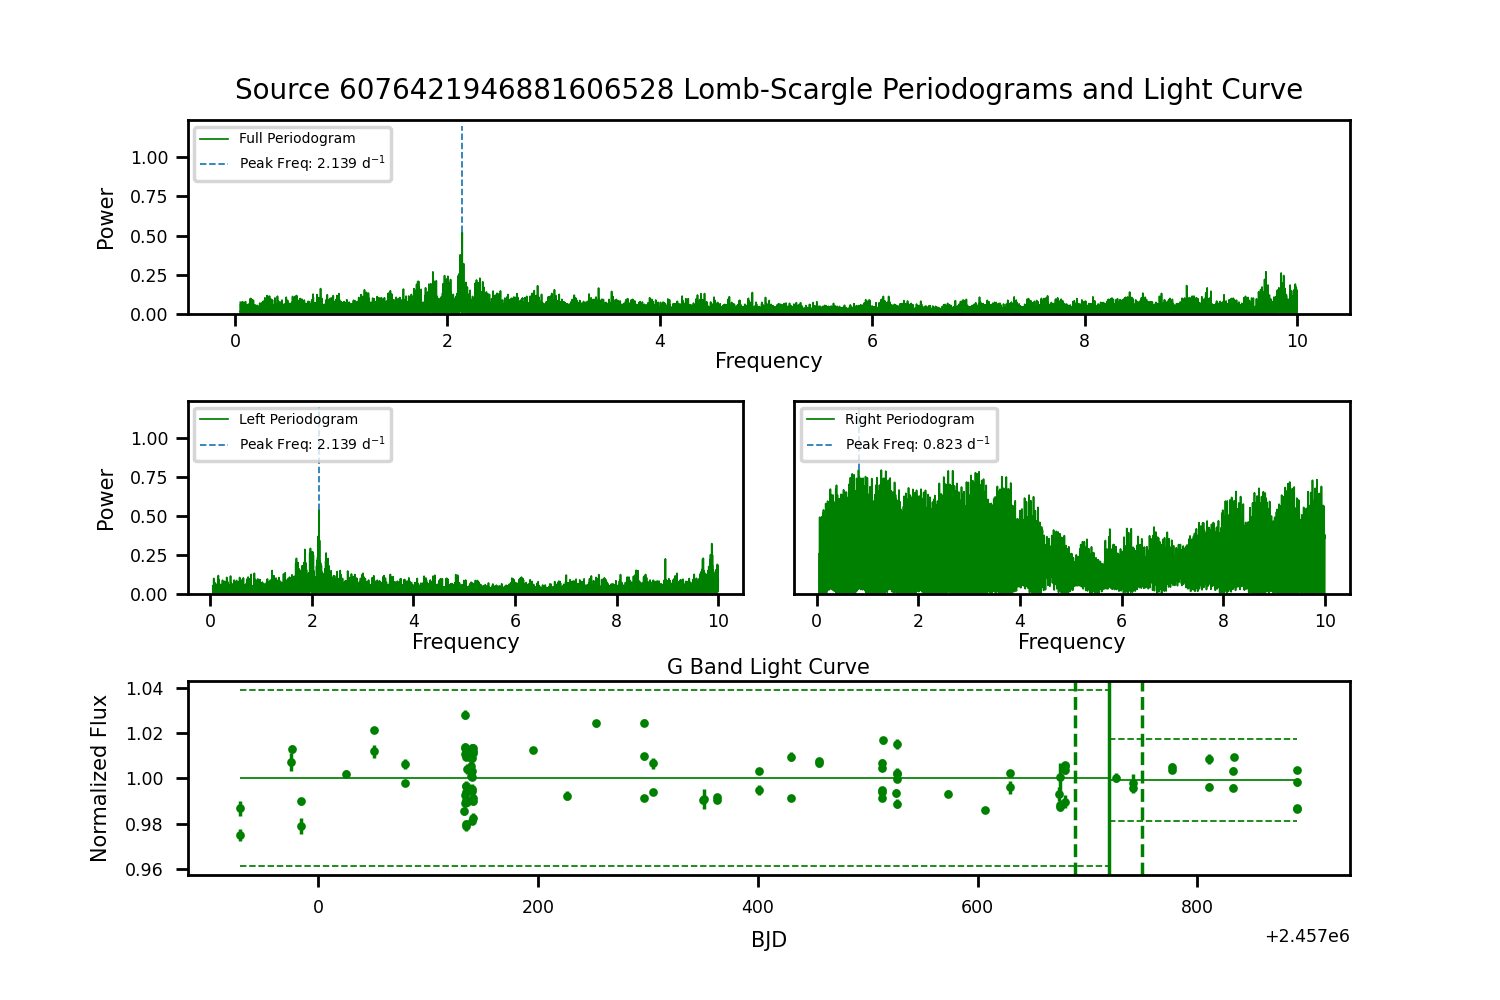 Source 6076421946881606528 Lomb-Scargle Periodograms and Light Curve
Full Periodogram
Peak Freq: 2.139 d⁻¹
Power
1.00
0.75
0.50
0.25
0.00
0 2 4 6 8 10
Frequency
Left Periodogram
Peak Freq: 2.139 d⁻¹
Power
1.00
0.75
0.50
0.25
0.00
0 2 4 6 8 10
Frequency
Right Periodogram
Peak Freq: 0.823 d⁻¹
0 2 4 6 8 10
Frequency
G Band Light Curve
Normalized Flux
1.04
1.02
1.00
0.98
0.96
0 200 400 600 800
BJD
+2.457e6